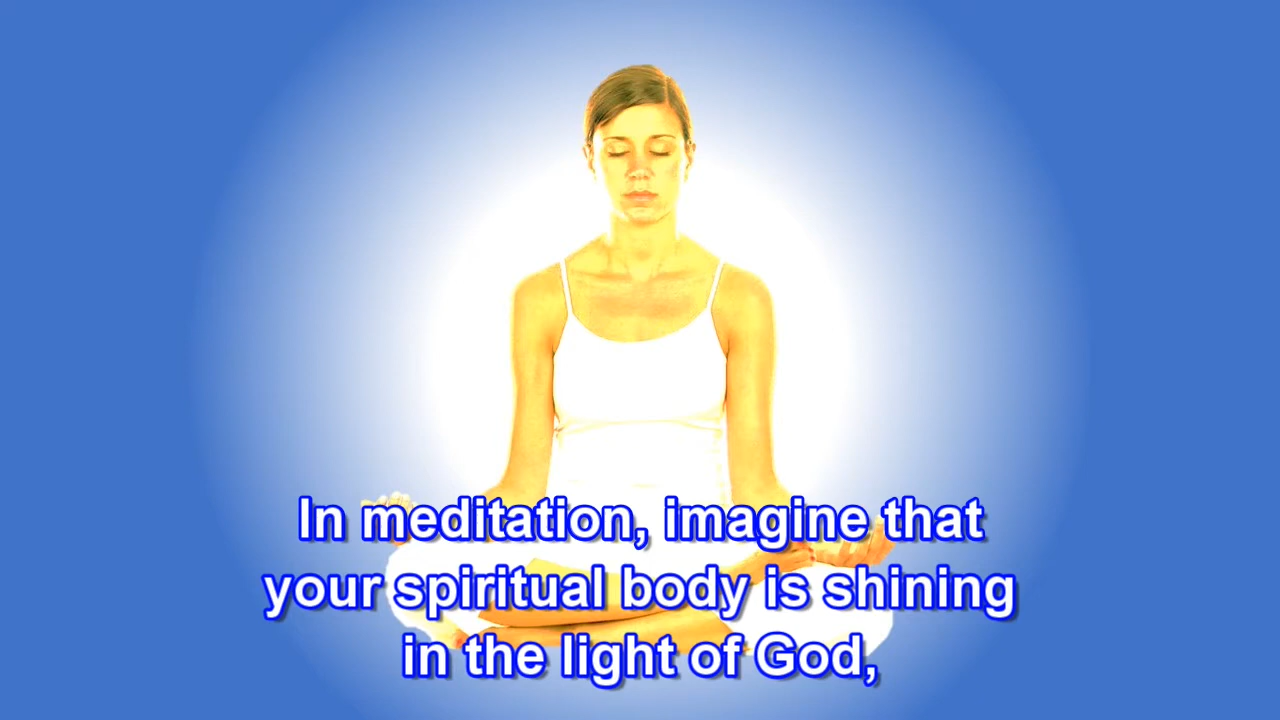 In meditation, imagine that
your spiritual body is shining
in the light of God,